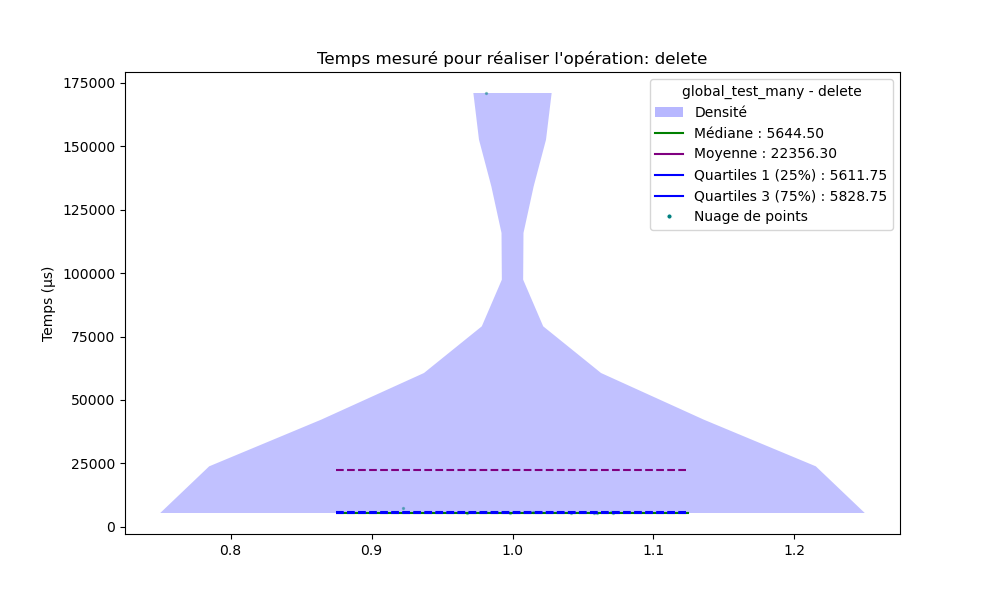 Temps mesuré pour réaliser l'opération: delete
175000
150000
125000
100000
75000
50000
25000
0
Temps (µs)
global_test_many - delete
Densité
Médiane : 5644.50
Moyenne : 22356.30
Quartiles 1 (25%) : 5611.75
Quartiles 3 (75%) : 5828.75
Nuage de points
0.8
0.9
1.0
1.1
1.2